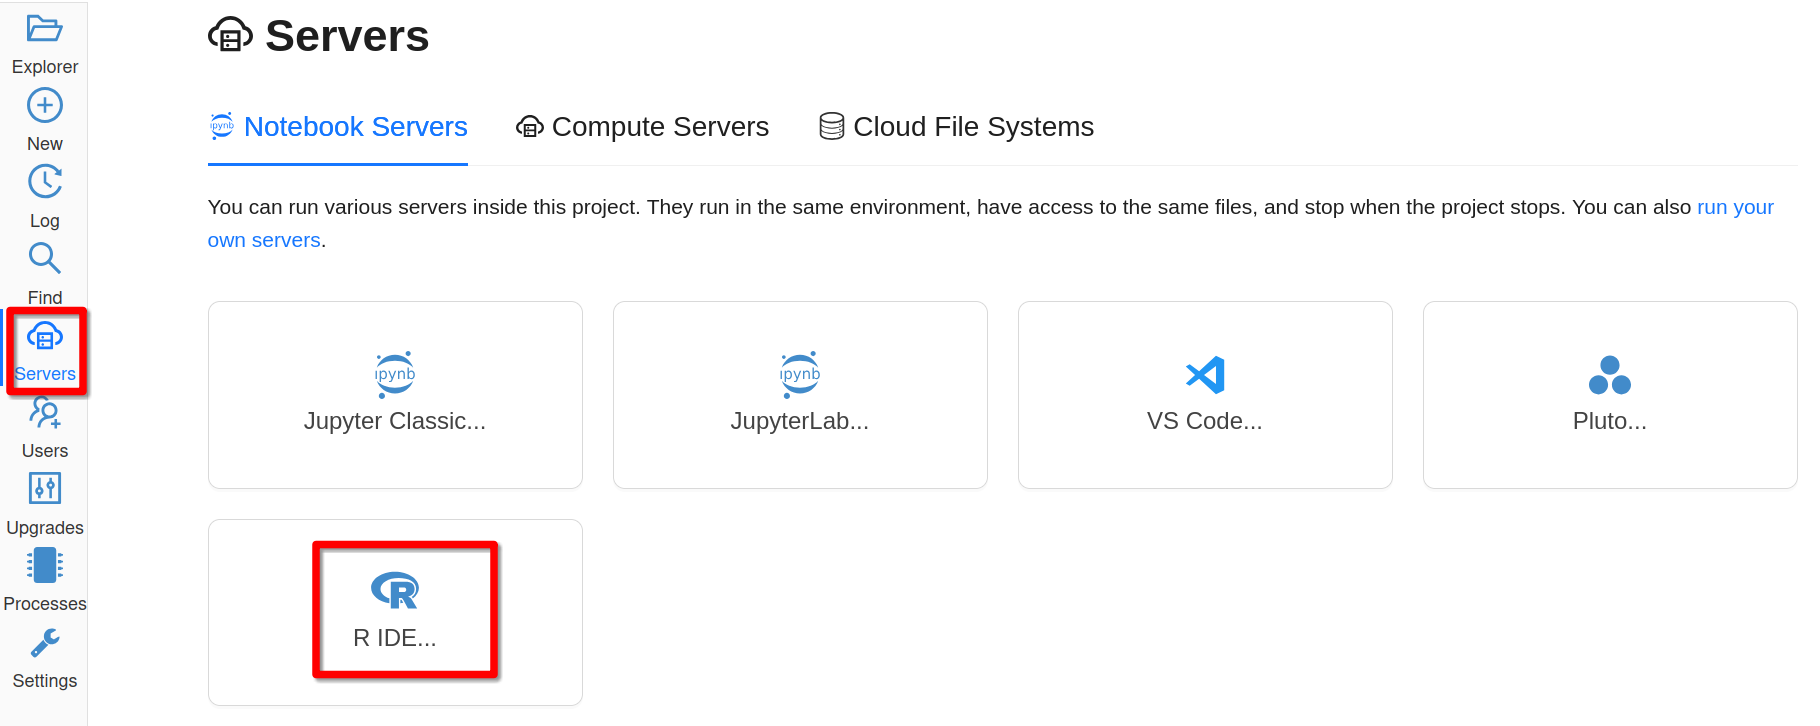 Explorer
New
Log
Find
Servers
Users
Upgrades
Processes
Settings
Servers
ipynb Notebook Servers
Compute Servers
Cloud File Systems
You can run various servers inside this project. They run in the same environment, have access to the same files, and stop when the project stops. You can also run your
own servers.
ipynb
Jupyter Classic...
ipynb
JupyterLab...
VS Code...
Pluto...
R
R IDE...